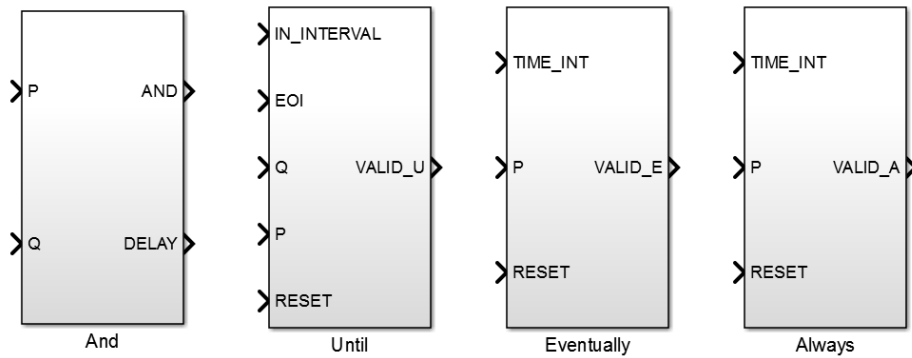 P
AND
Q
DELAY
And
IN_INTERVAL
EOI
Q
VALID_U
P
RESET
Until
TIME_INT
P
VALID_E
RESET
Eventually
TIME_INT
P
VALID_A
RESET
Always